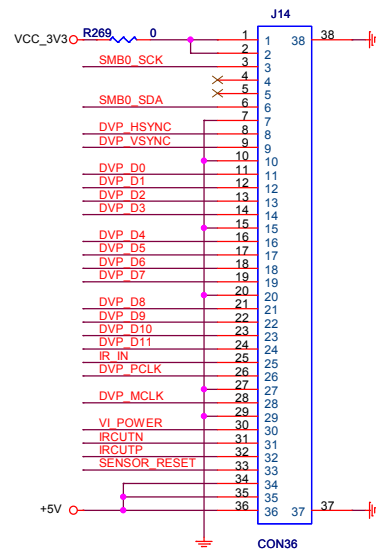 J14
VCC_3V3 R269 0 1 1 38 38
2 2
SMB0_SCK 3 3
4 4
5 5
SMB0_SDA 6 6
7 7
DVP_HSYNC 8 8
DVP_VSYNC 9 9
10 10
DVP_D0 11 11
DVP_D1 12 12
DVP_D2 13 13
DVP_D3 14 14
15 15
DVP_D4 16 16
DVP_D5 17 17
DVP_D6 18 18
DVP_D7 19 19
20 20
DVP_D8 21 21
DVP_D9 22 22
DVP_D10 23 23
DVP_D11 24 24
IR_IN 25 25
DVP_PCLK 26 26
27 27
DVP_MCLK 28 28
29 29
VI_POWER 30 30
IRCUTN 31 31
IRCUTP 32 32
SENSOR_RESET 33 33
34 34
35 35
+5V 36 36 37 37
CON36